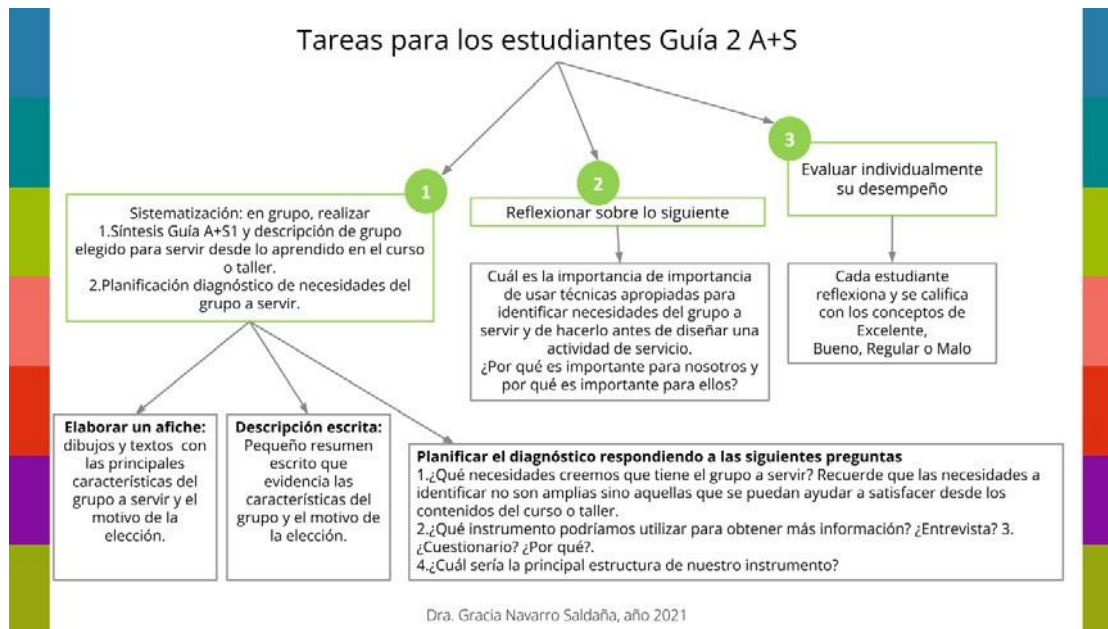 Tareas para los estudiantes Guía 2 A+S
1
Sistematización: en grupo, realizar
1.Síntesis Guía A+S1 y descripción de grupo
elegido para servir desde lo aprendido en el curso
o taller.
2.Planificación diagnóstico de necesidades del
grupo a servir.
2
Reflexionar sobre lo siguiente
Cuál es la importancia de importancia
de usar técnicas apropiadas para
identificar necesidades del grupo a
servir y de hacerlo antes de diseñar una
actividad de servicio.
¿Por qué es importante para nosotros y
por qué es importante para ellos?
3
Evaluar individualmente
su desempeño
Cada estudiante
reflexiona y se califica
con los conceptos de
Excelente,
Bueno, Regular o Malo
Elaborar un afiche:
dibujos y textos con
las principales
características del
grupo a servir y el
motivo de la
elección.
Descripción escrita:
Pequeño resumen
escrito que
evidencia las
características del
grupo y el motivo de
la elección.
Planificar el diagnóstico respondiendo a las siguientes preguntas
1.¿Qué necesidades creemos que tiene el grupo a servir? Recuerde que las necesidades a
identificar no son amplias sino aquellas que se puedan ayudar a satisfacer desde los
contenidos del curso o taller.
2.¿Qué instrumento podríamos utilizar para obtener más información? ¿Entrevista? 3.
¿Cuestionario? ¿Por qué?.
4.¿Cuál sería la principal estructura de nuestro instrumento?
Dra. Gracia Navarro Saldaña, año 2021